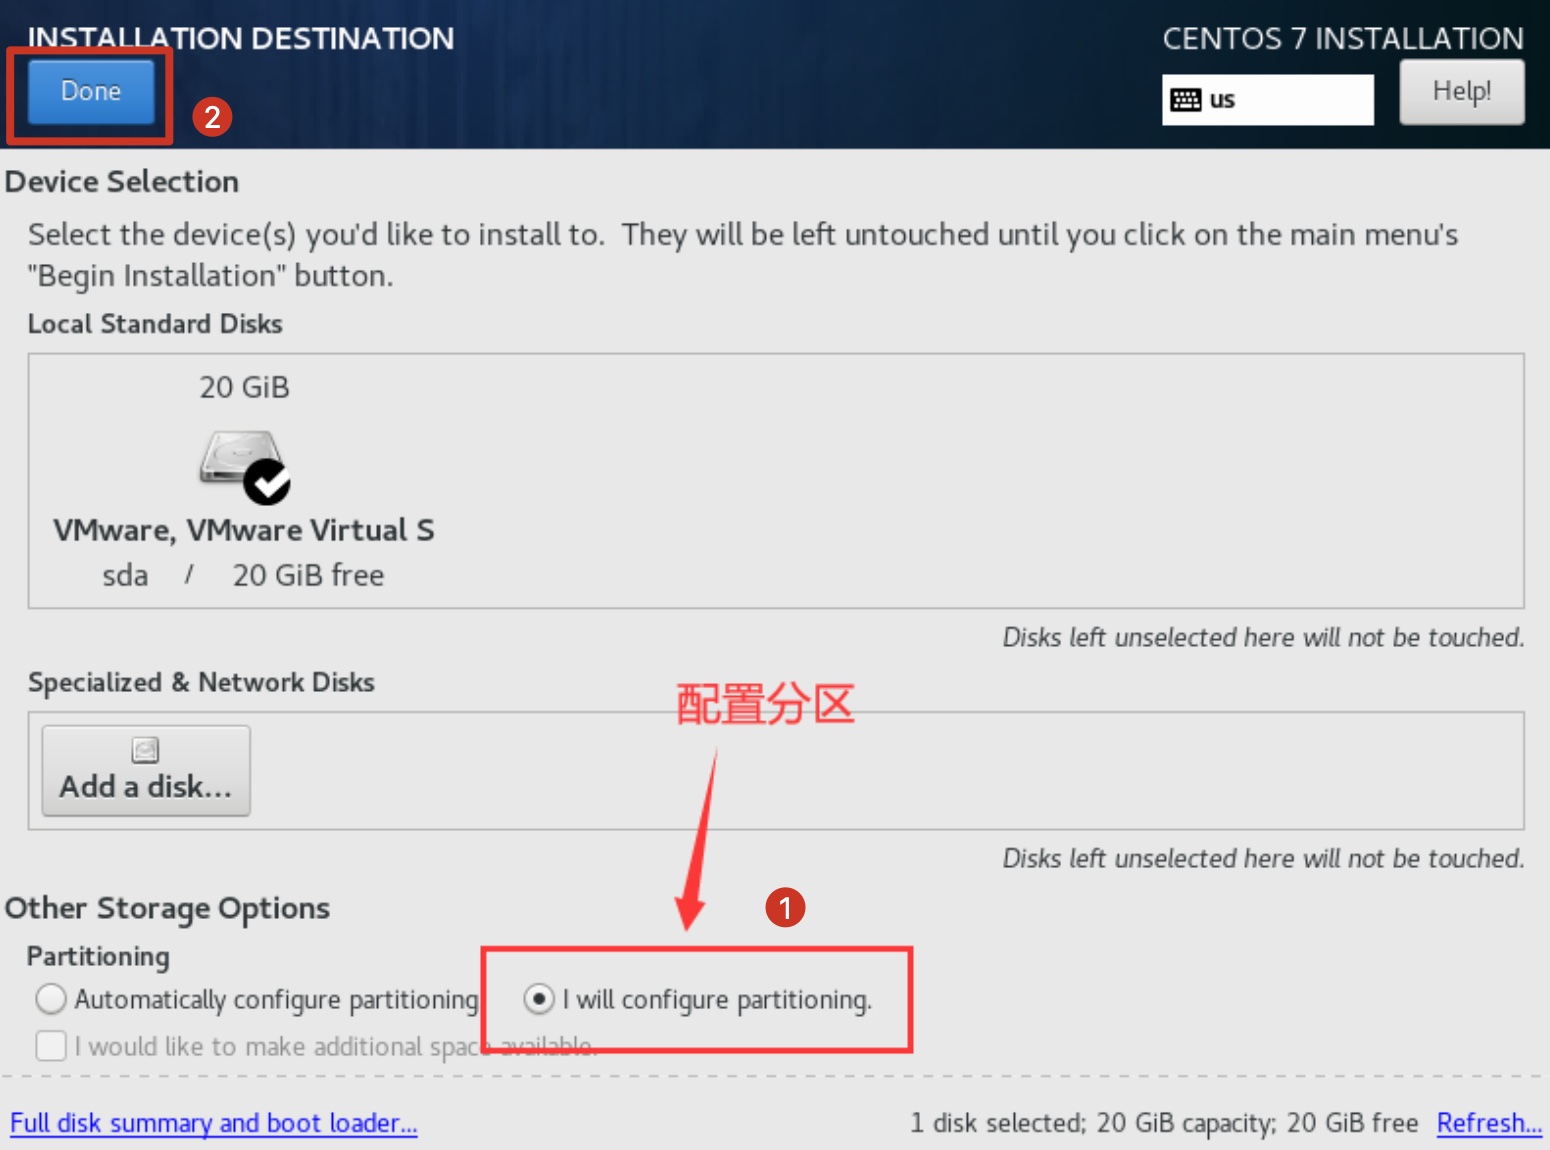 INSTALLATION DESTINATION
CENTOS 7 INSTALLATION
Done
2
us
Help!
Device Selection
Select the device(s) you'd like to install to.  They will be left untouched until you click on the main menu's
"Begin Installation" button.
Local Standard Disks
20 GiB
VMware, VMware Virtual S
sda / 20 GiB free
Disks left unselected here will not be touched.
Specialized & Network Disks
配置分区
Add a disk...
Disks left unselected here will not be touched.
Other Storage Options
1
Partitioning
Automatically configure partitioning
I will configure partitioning.
I would like to make additional space available.
Full disk summary and boot loader...
1 disk selected; 20 GiB capacity; 20 GiB free
Refresh...